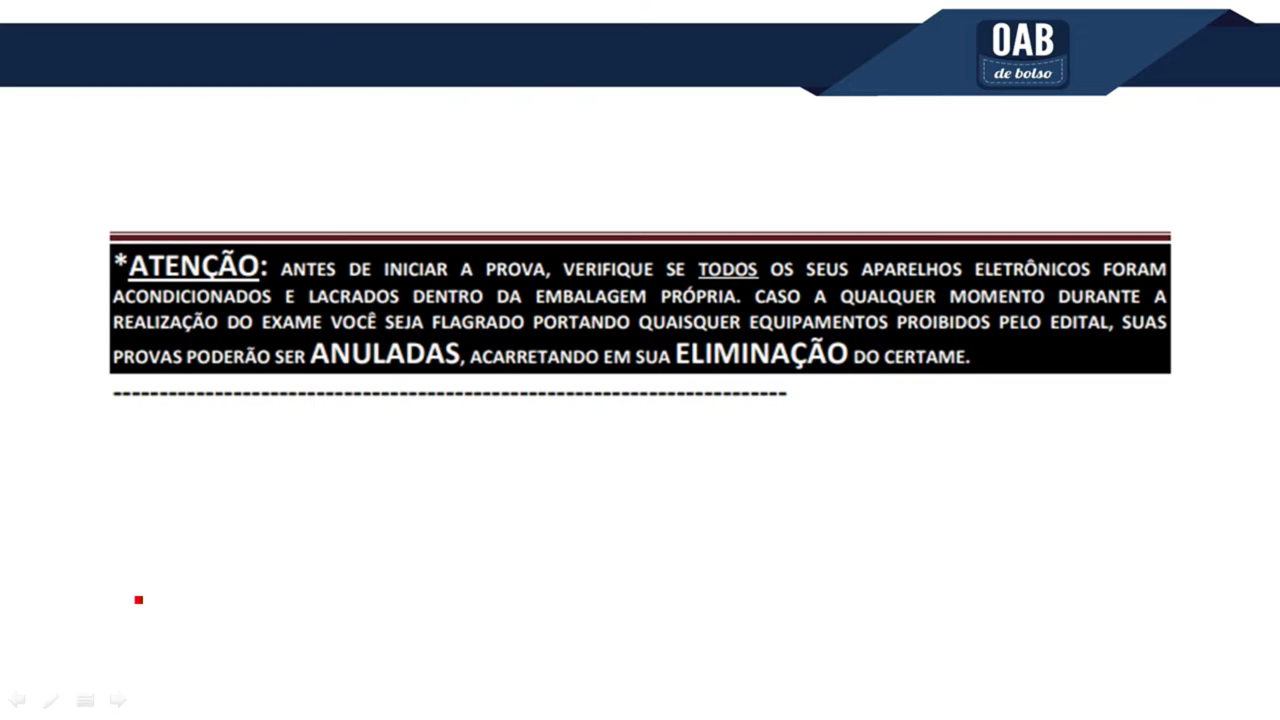 OAB
de bolso
*ATENÇÃO: ANTES DE INICIAR A PROVA, VERIFIQUE SE TODOS OS SEUS APARELHOS ELETRÔNICOS FORAM
ACONDICIONADOS E LACRADOS DENTRO DA EMBALAGEM PRÓPRIA. CASO A QUALQUER MOMENTO DURANTE A
REALIZAÇÃO DO EXAME VOCÊ SEJA FLAGRADO PORTANDO QUAISQUER EQUIPAMENTOS PROIBIDOS PELO EDITAL, SUAS
PROVAS PODERÃO SER ANULADAS, ACARRETANDO EM SUA ELIMINAÇÃO DO CERTAME.
-------------------------------------------------------------------------